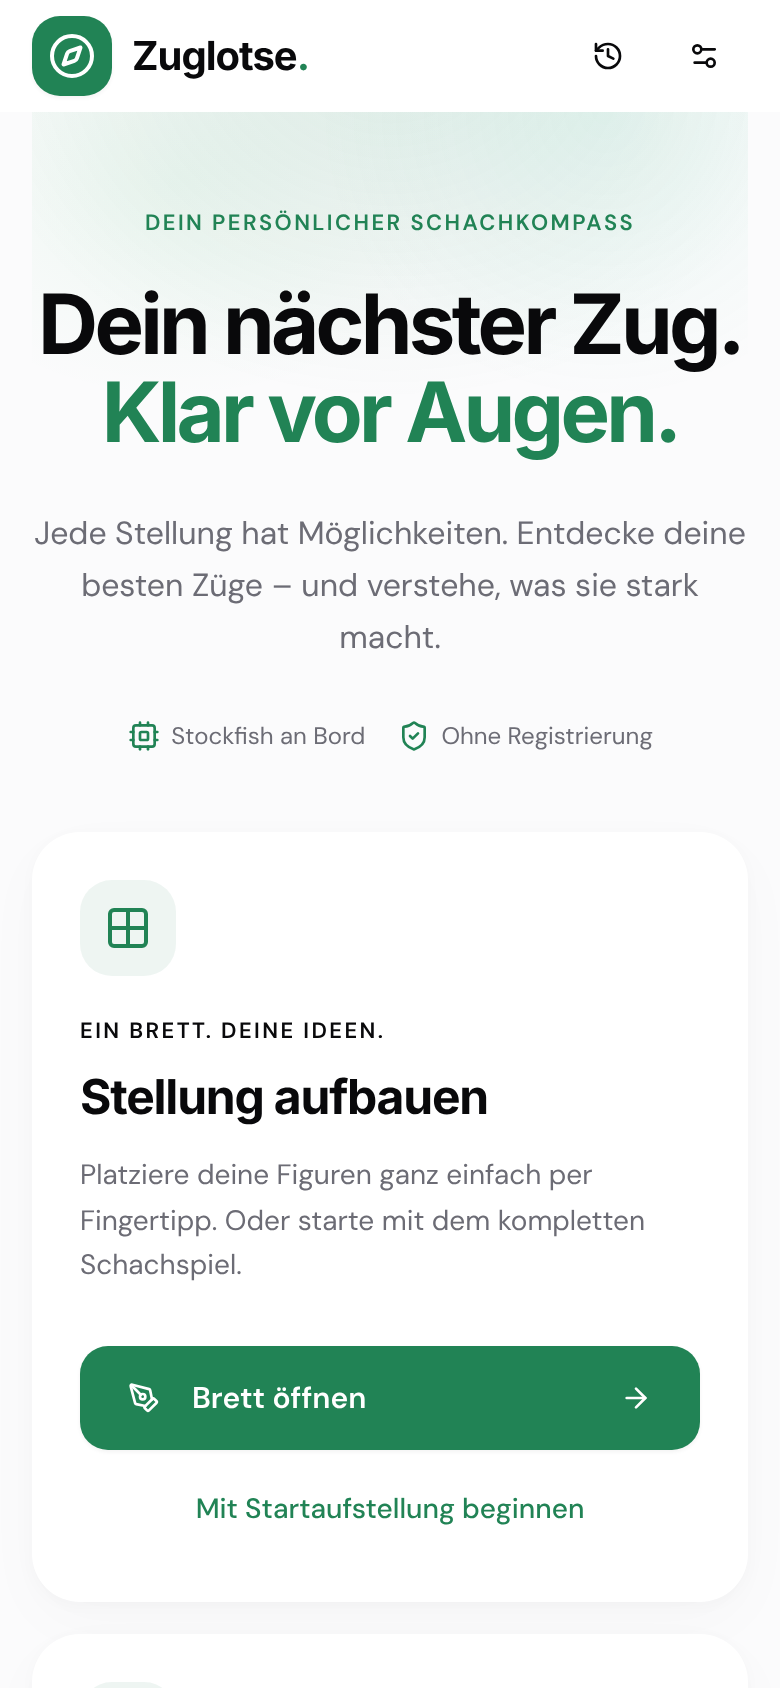 Zuglotse.
DEIN PERSÖNLICHER SCHACHKOMPASS
Dein nächster Zug.
Klar vor Augen.
Jede Stellung hat Möglichkeiten. Entdecke deine
besten Züge – und verstehe, was sie stark
macht.
Stockfish an Bord Ohne Registrierung
EIN BRETT. DEINE IDEEN.
Stellung aufbauen
Platziere deine Figuren ganz einfach per
Fingertipp. Oder starte mit dem kompletten
Schachspiel.
Brett öffnen
Mit Startaufstellung beginnen